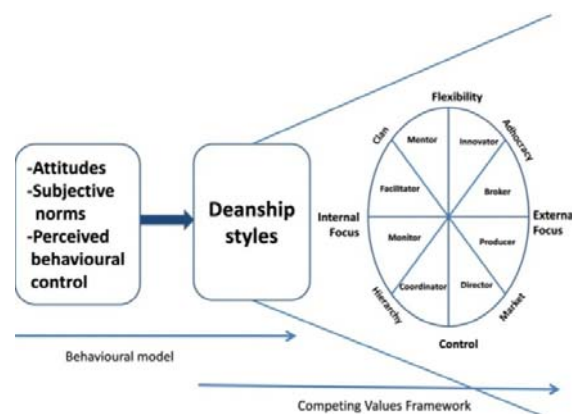 -Attitudes
-Subjective
norms
-Perceived
behavioural
control
Deanship
styles
Flexibility
Clan
Mentor
Innovator
Adhocracy
Facilitator
Broker
Internal
Focus
External
Focus
Monitor
Producer
Coordinator
Director
Hierarchy
Market
Control
Behavioural model
Competing Values Framework